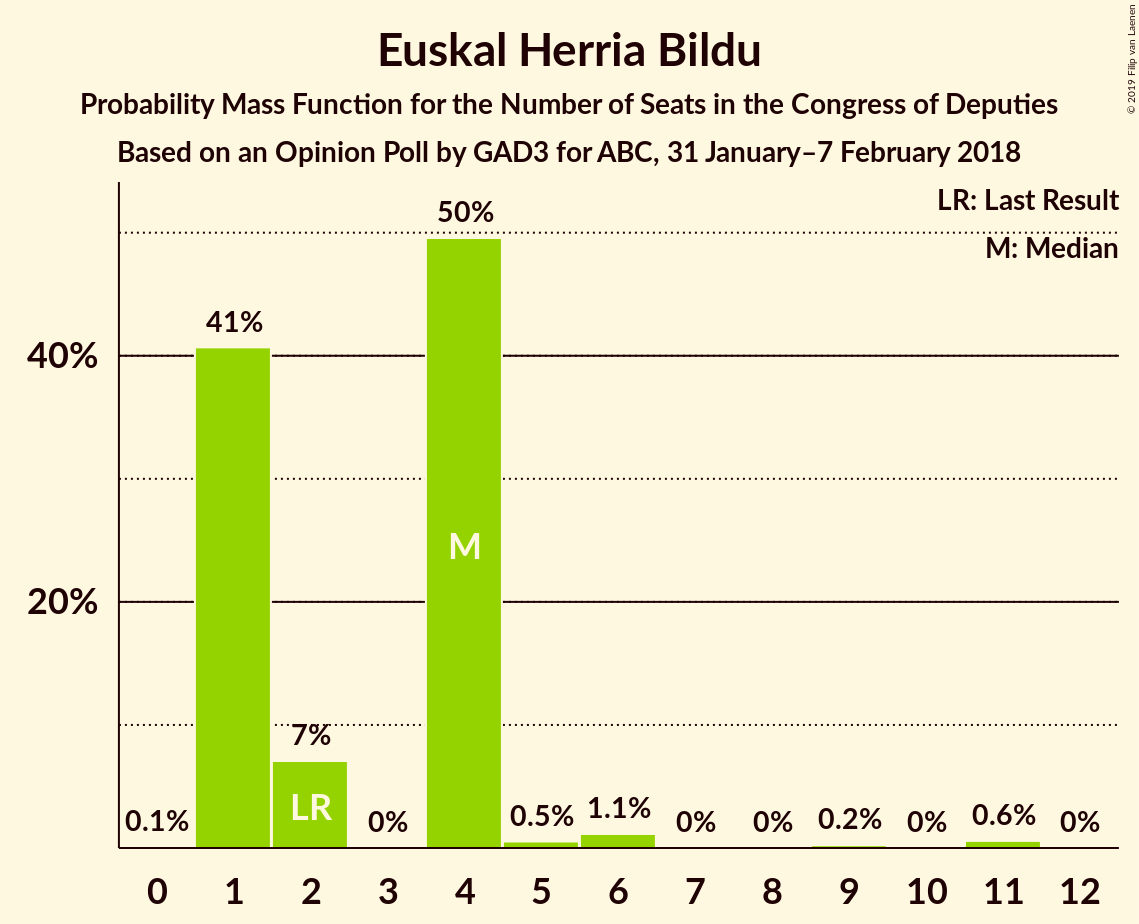 Euskal Herria Bildu
Probability Mass Function for the Number of Seats in the Congress of Deputies
Based on an Opinion Poll by GAD3 for ABC, 31 January–7 February 2018
© 2019 Filip van Laenen
LR: Last Result
M: Median
50%
41%
40%
M
20%
7%
LR
0.1%
0%
0.5%
1.1%
0%
0%
0.2%
0%
0.6%
0%
0 1 2 3 4 5 6 7 8 9 10 11 12